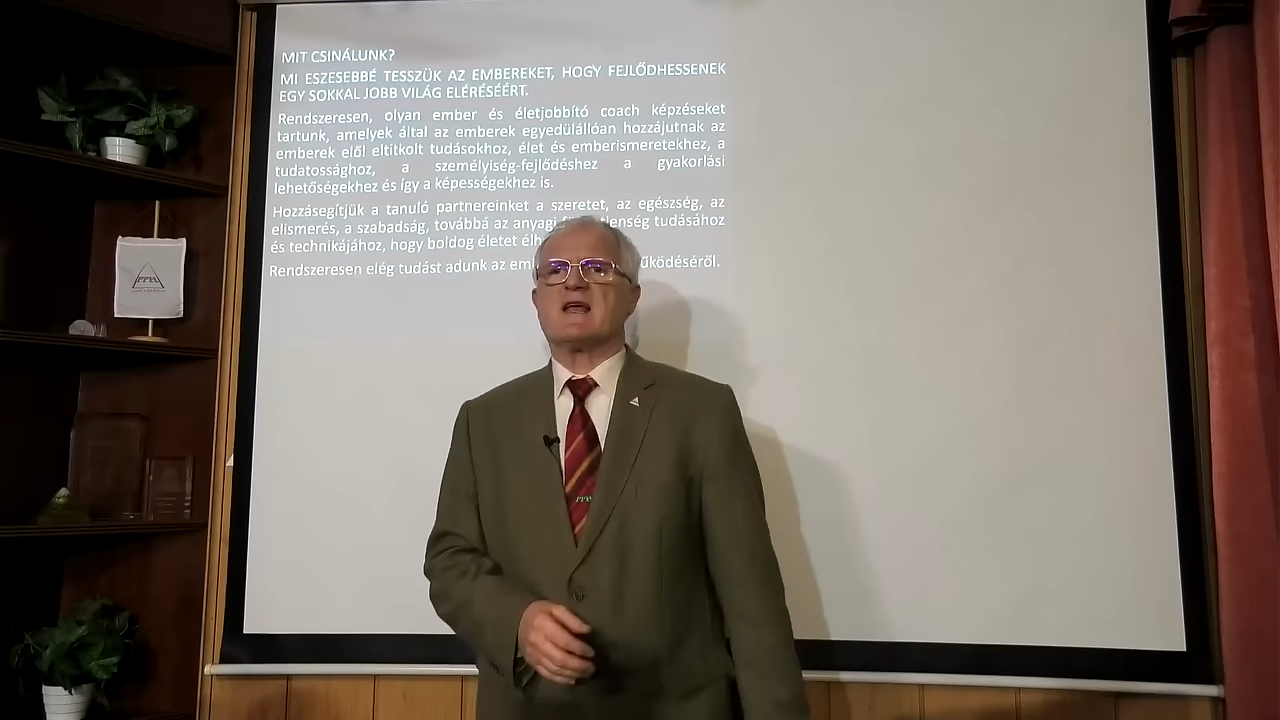 MIT CSINÁLUNK?
MI ESZESEBBÉ TESSZÜK AZ EMBEREKET, HOGY FEJLŐDHESSENEK
EGY SOKKAL JOBB VILÁG ELÉRÉSÉÉRT.
Rendszeresen, olyan ember és életjobbító coach képzéseket
tartunk, amelyek által az emberek egyedülállóan hozzájutnak az
emberek elől eltitkolt tudásokhoz, élet és emberismeretekhez, a
tudatossághoz, a személyiség-fejlődéshez a gyakorlási
lehetőségekhez és így a képességekhez is.
Hozzásegítjük a tanuló partnereinket a szeretet, az egészség, az
elismerés, a szabadság, továbbá az anyagi tudásához
és technikájához, hogy boldog életet
Rendszeresen elég tudást adunk az